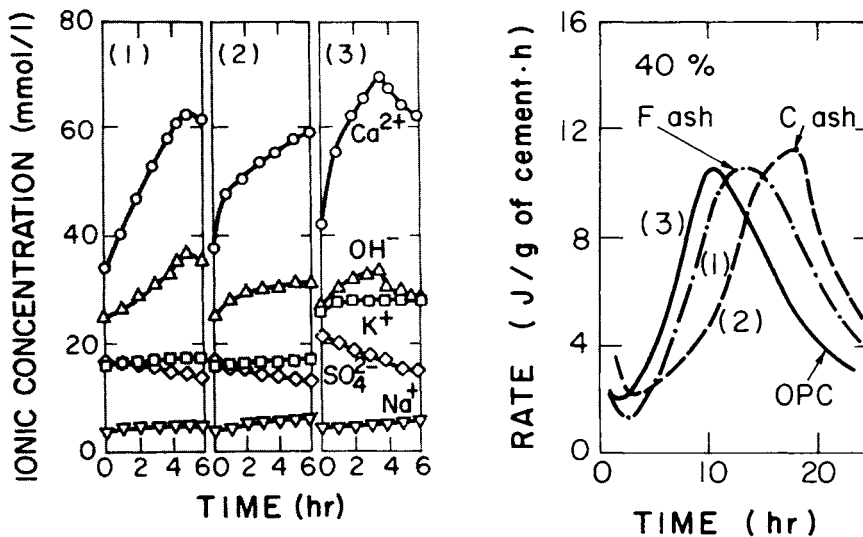 IONIC CONCENTRATION (mmol/l)
80
60
40
20
0
(1)
(2)
(3)
Ca²⁺
OH⁻
K⁺
SO₄²⁻
Na⁺
0 2 4 6 0 2 4 6 0 2 4 6
TIME (hr)
RATE (J/g of cement·h)
16
12
8
4
0
40 %
F ash
C ash
(3)
(1)
(2)
OPC
0 10 20
TIME (hr)